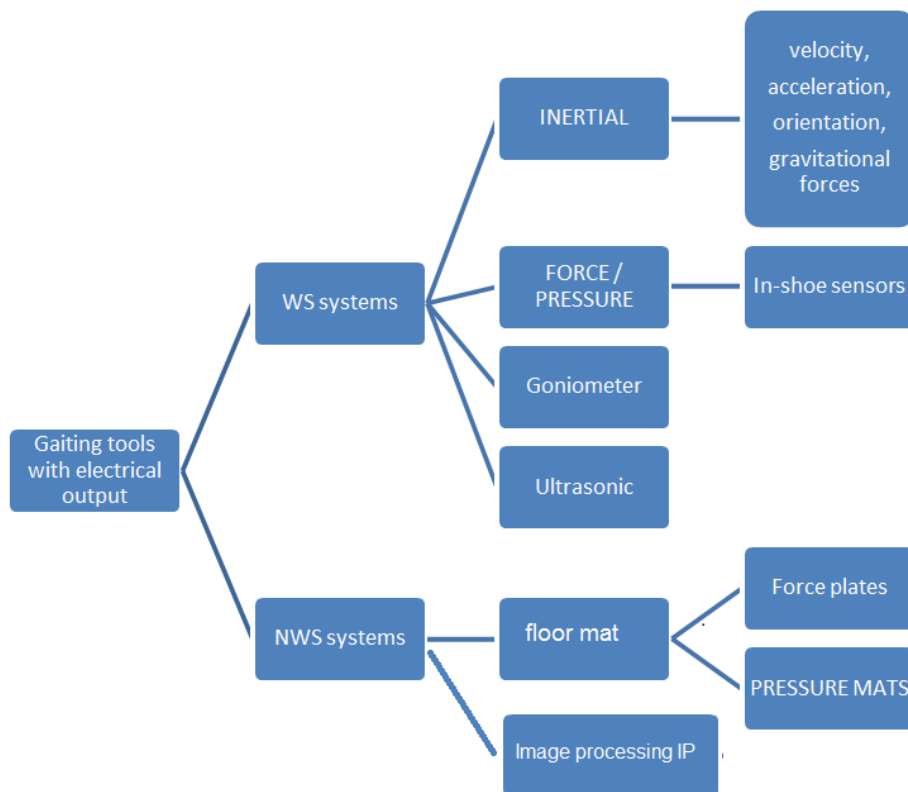 velocity,
acceleration,
orientation,
gravitational
forces
INERTIAL
FORCE /
PRESSURE
In-shoe sensors
WS systems
Goniometer
Gaiting tools
with electrical
output
Ultrasonic
Force plates
NWS systems
floor mat
PRESSURE MATS
Image processing IP